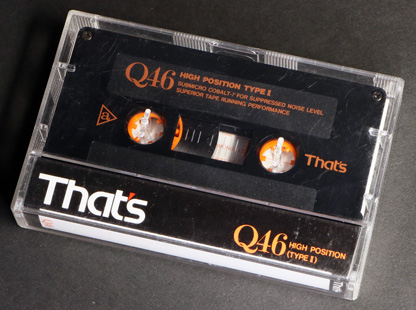 Q46 HIGH POSITION TYPE II
SUBMICRO COBALT-γ FOR SUPPRESSED NOISE LEVEL
SUPERIOR TAPE RUNNING PERFORMANCE
a
That's
That's
Q46 HIGH POSITION
(TYPE II)
That's